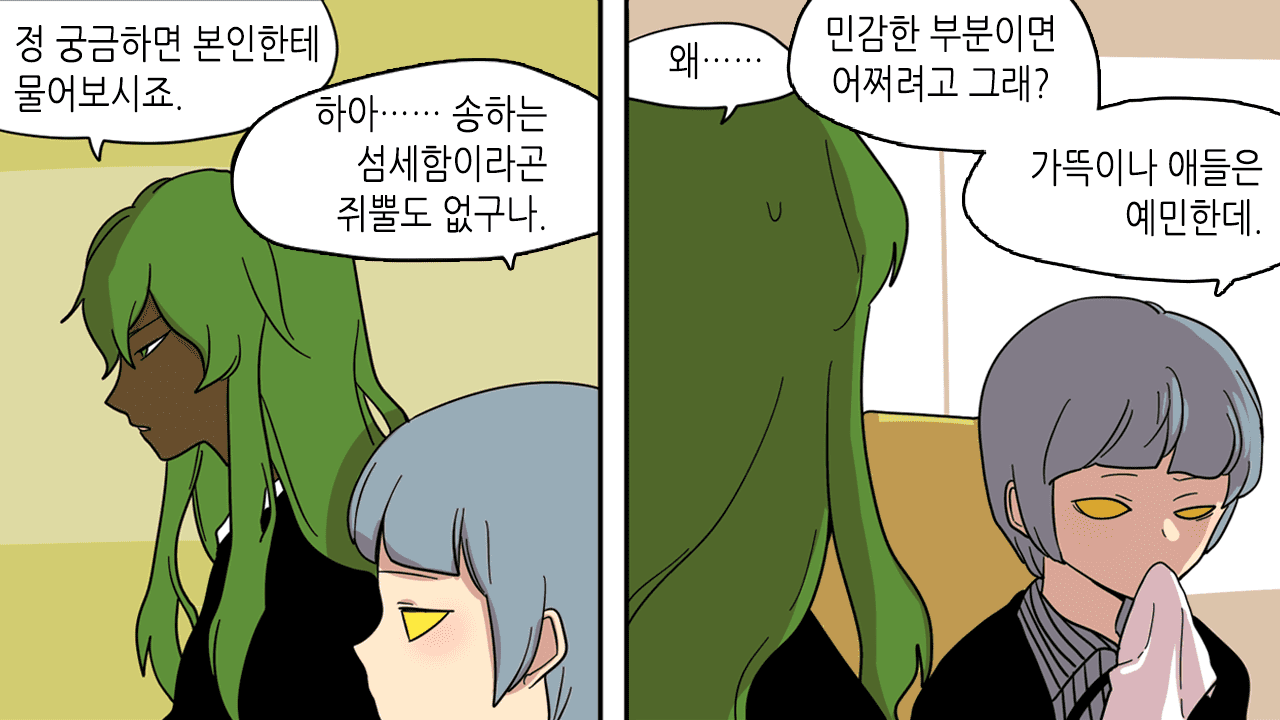 정 궁금하면 본인한테
물어보시죠.
하아…… 송하는
섬세함이라곤
쥐뿔도 없구나.
왜……
민감한 부분이면
어쩌려고 그래?
가뜩이나 애들은
예민한데.